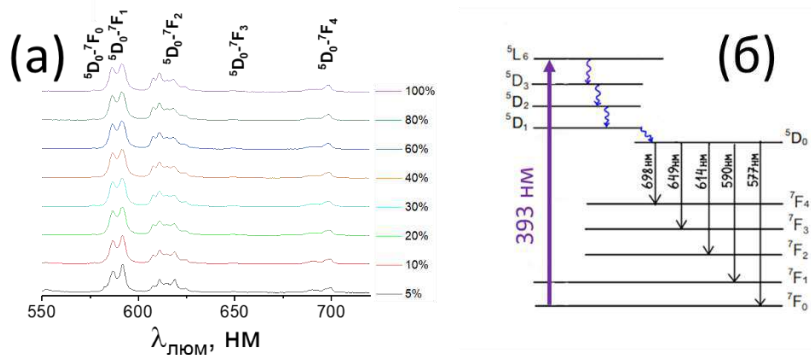 (а)
⁵D₀-⁷F₀
⁵D₀-⁷F₁
⁵D₀-⁷F₂
⁵D₀-⁷F₃
⁵D₀-⁷F₄
100%
80%
60%
40%
30%
20%
10%
5%
550 600 650 700
λлюм, нм
(б)
⁵L₆
⁵D₃
⁵D₂
⁵D₁
⁵D₀
393 нм
698нм
649нм
614нм
590нм
577нм
⁷F₄
⁷F₃
⁷F₂
⁷F₁
⁷F₀